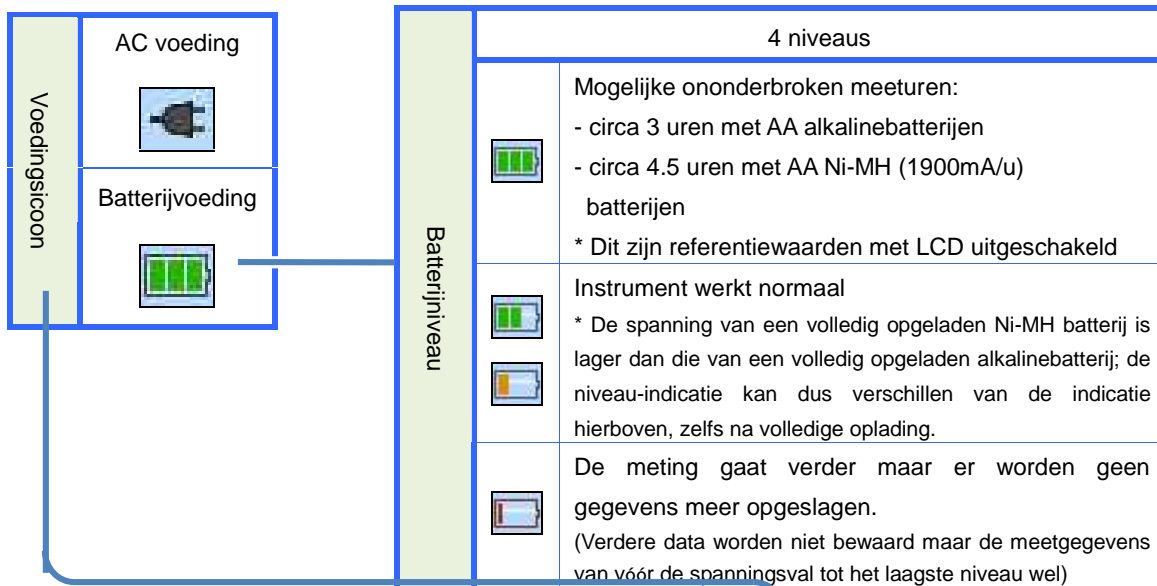 Voedingsicoon
AC voeding
Batterijvoeding
Batterijniveau
4 niveaus
Mogelijke ononderbroken meeturen:
- circa 3 uren met AA alkalinebatterijen
- circa 4.5 uren met AA Ni-MH (1900mA/u)
batterijen
* Dit zijn referentiewaarden met LCD uitgeschakeld
Instrument werkt normaal
* De spanning van een volledig opgeladen Ni-MH batterij is
lager dan die van een volledig opgeladen alkalinebatterij; de
niveau-indicatie kan dus verschillen van de indicatie
hierboven, zelfs na volledige oplading.
De meting gaat verder maar er worden geen
gegevens meer opgeslagen.
(Verdere data worden niet bewaard maar de meetgegevens
van vóór de spanningsval tot het laagste niveau wel)